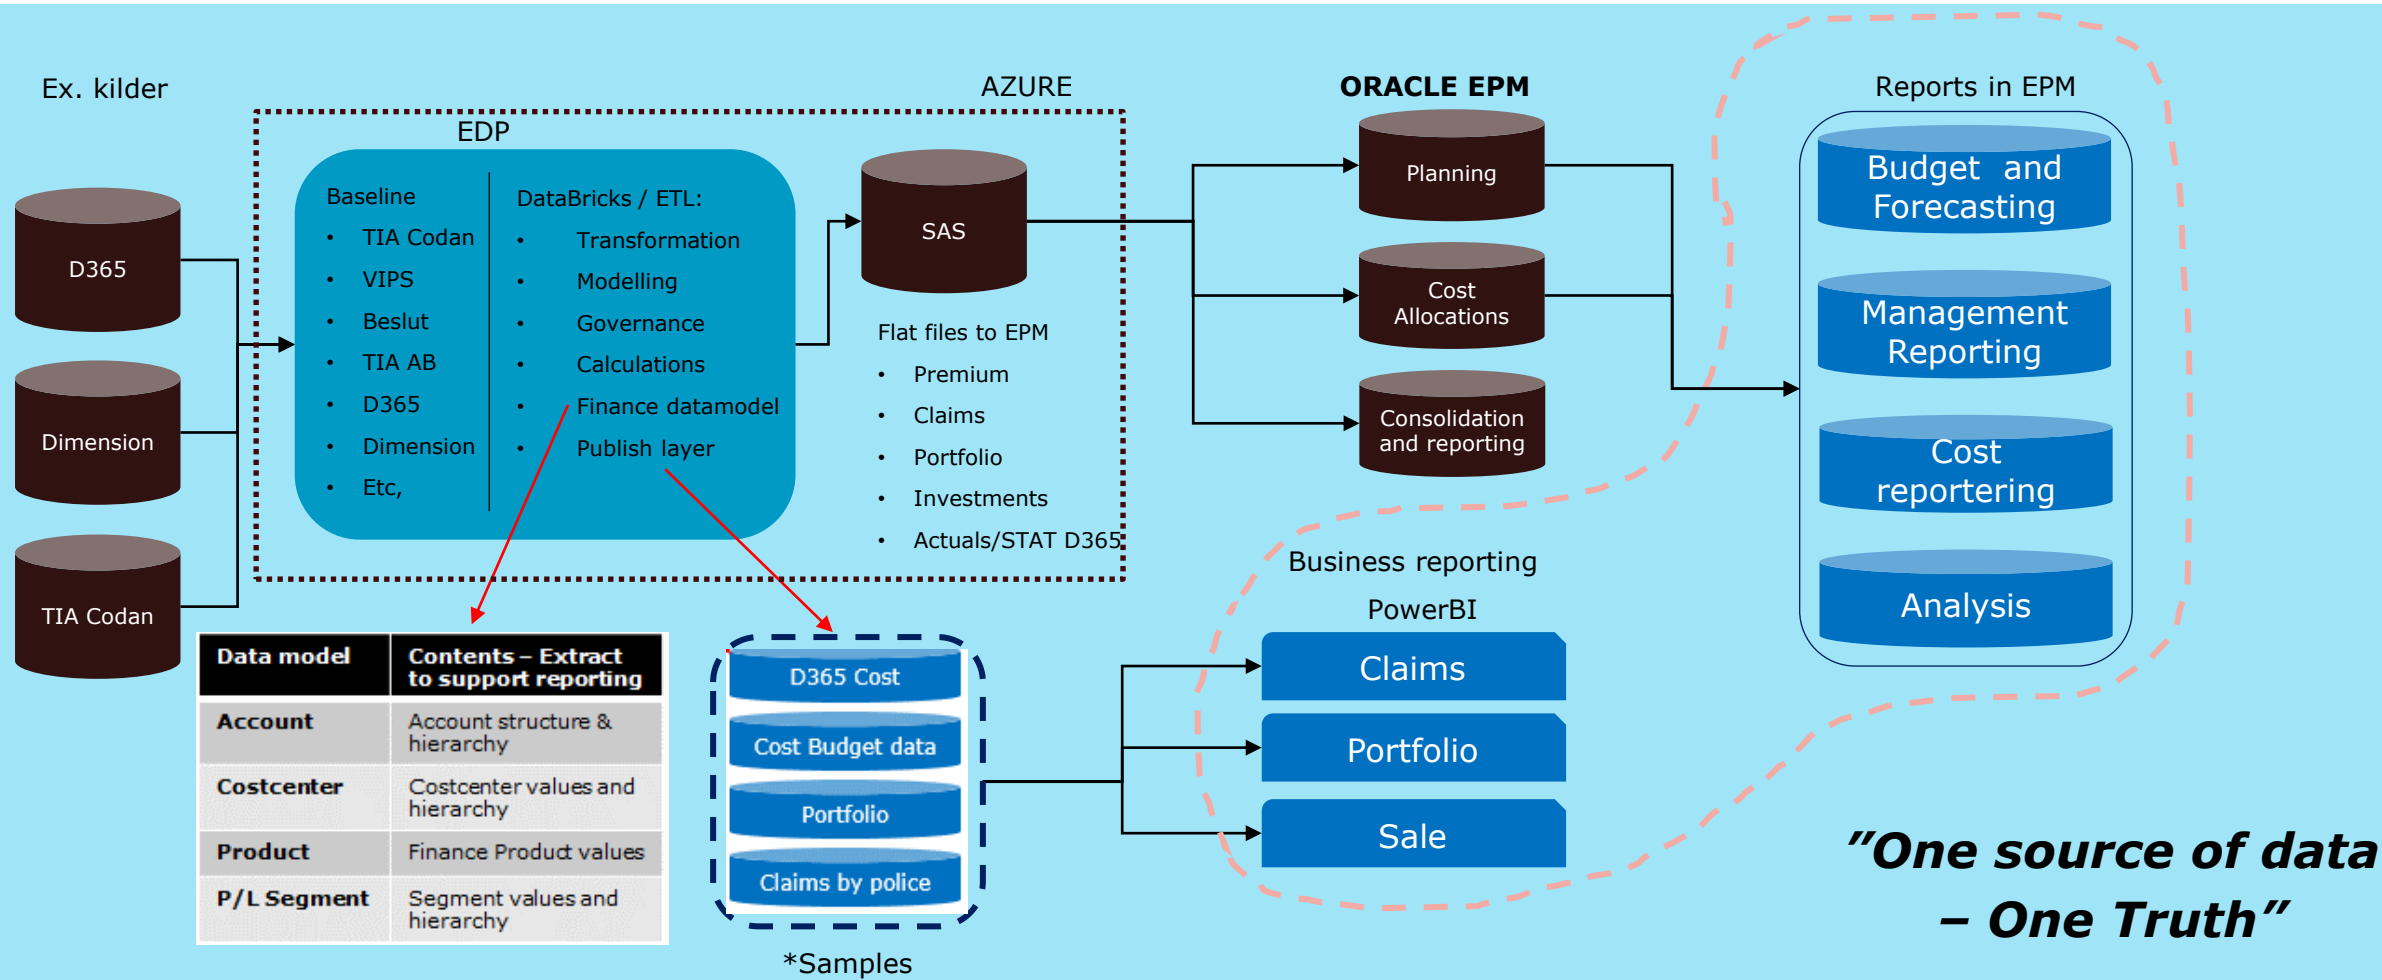 Ex. kilder
D365
Dimension
TIA Codan
AZURE
EDP
Baseline
• TIA Codan
• VIPS
• Beslut
• TIA AB
• D365
• Dimension
• Etc,
DataBricks / ETL:
• Transformation
• Modelling
• Governance
• Calculations
• Finance datamodel
• Publish layer
SAS
Flat files to EPM
• Premium
• Claims
• Portfolio
• Investments
• Actuals/STAT D365
ORACLE EPM
Planning
Cost
Allocations
Consolidation
and reporting
Reports in EPM
Budget and
Forecasting
Management
Reporting
Cost
reportering
Analysis
Data model
Contents – Extract
to support reporting
Account
Account structure &
hierarchy
Costcenter
Costcenter values and
hierarchy
Product
Finance Product values
P/L Segment
Segment values and
hierarchy
D365 Cost
Cost Budget data
Portfolio
Claims by police
*Samples
Business reporting
PowerBI
Claims
Portfolio
Sale
”One source of data
– One Truth”